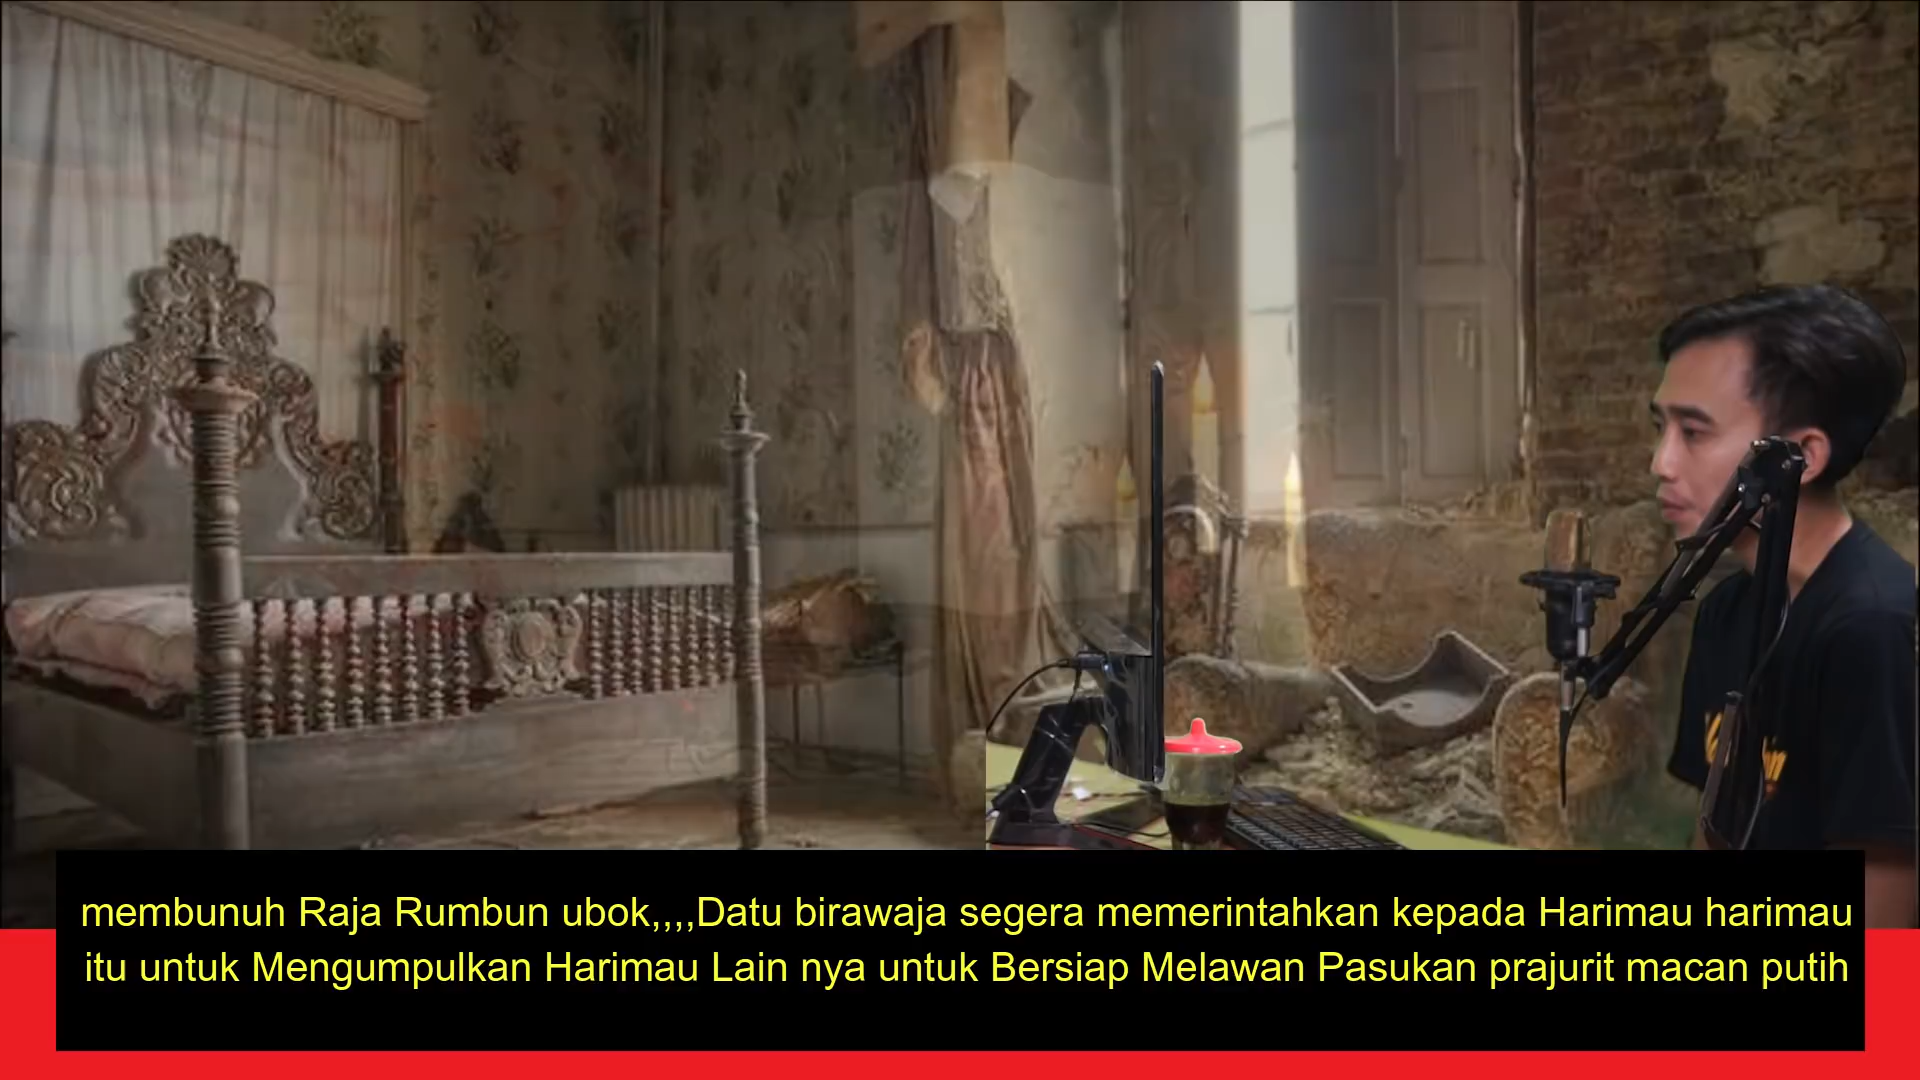 membunuh Raja Rumbun ubok,,,,Datu birawaja segera memerintahkan kepada Harimau harimau
itu untuk Mengumpulkan Harimau Lain nya untuk Bersiap Melawan Pasukan prajurit macan putih